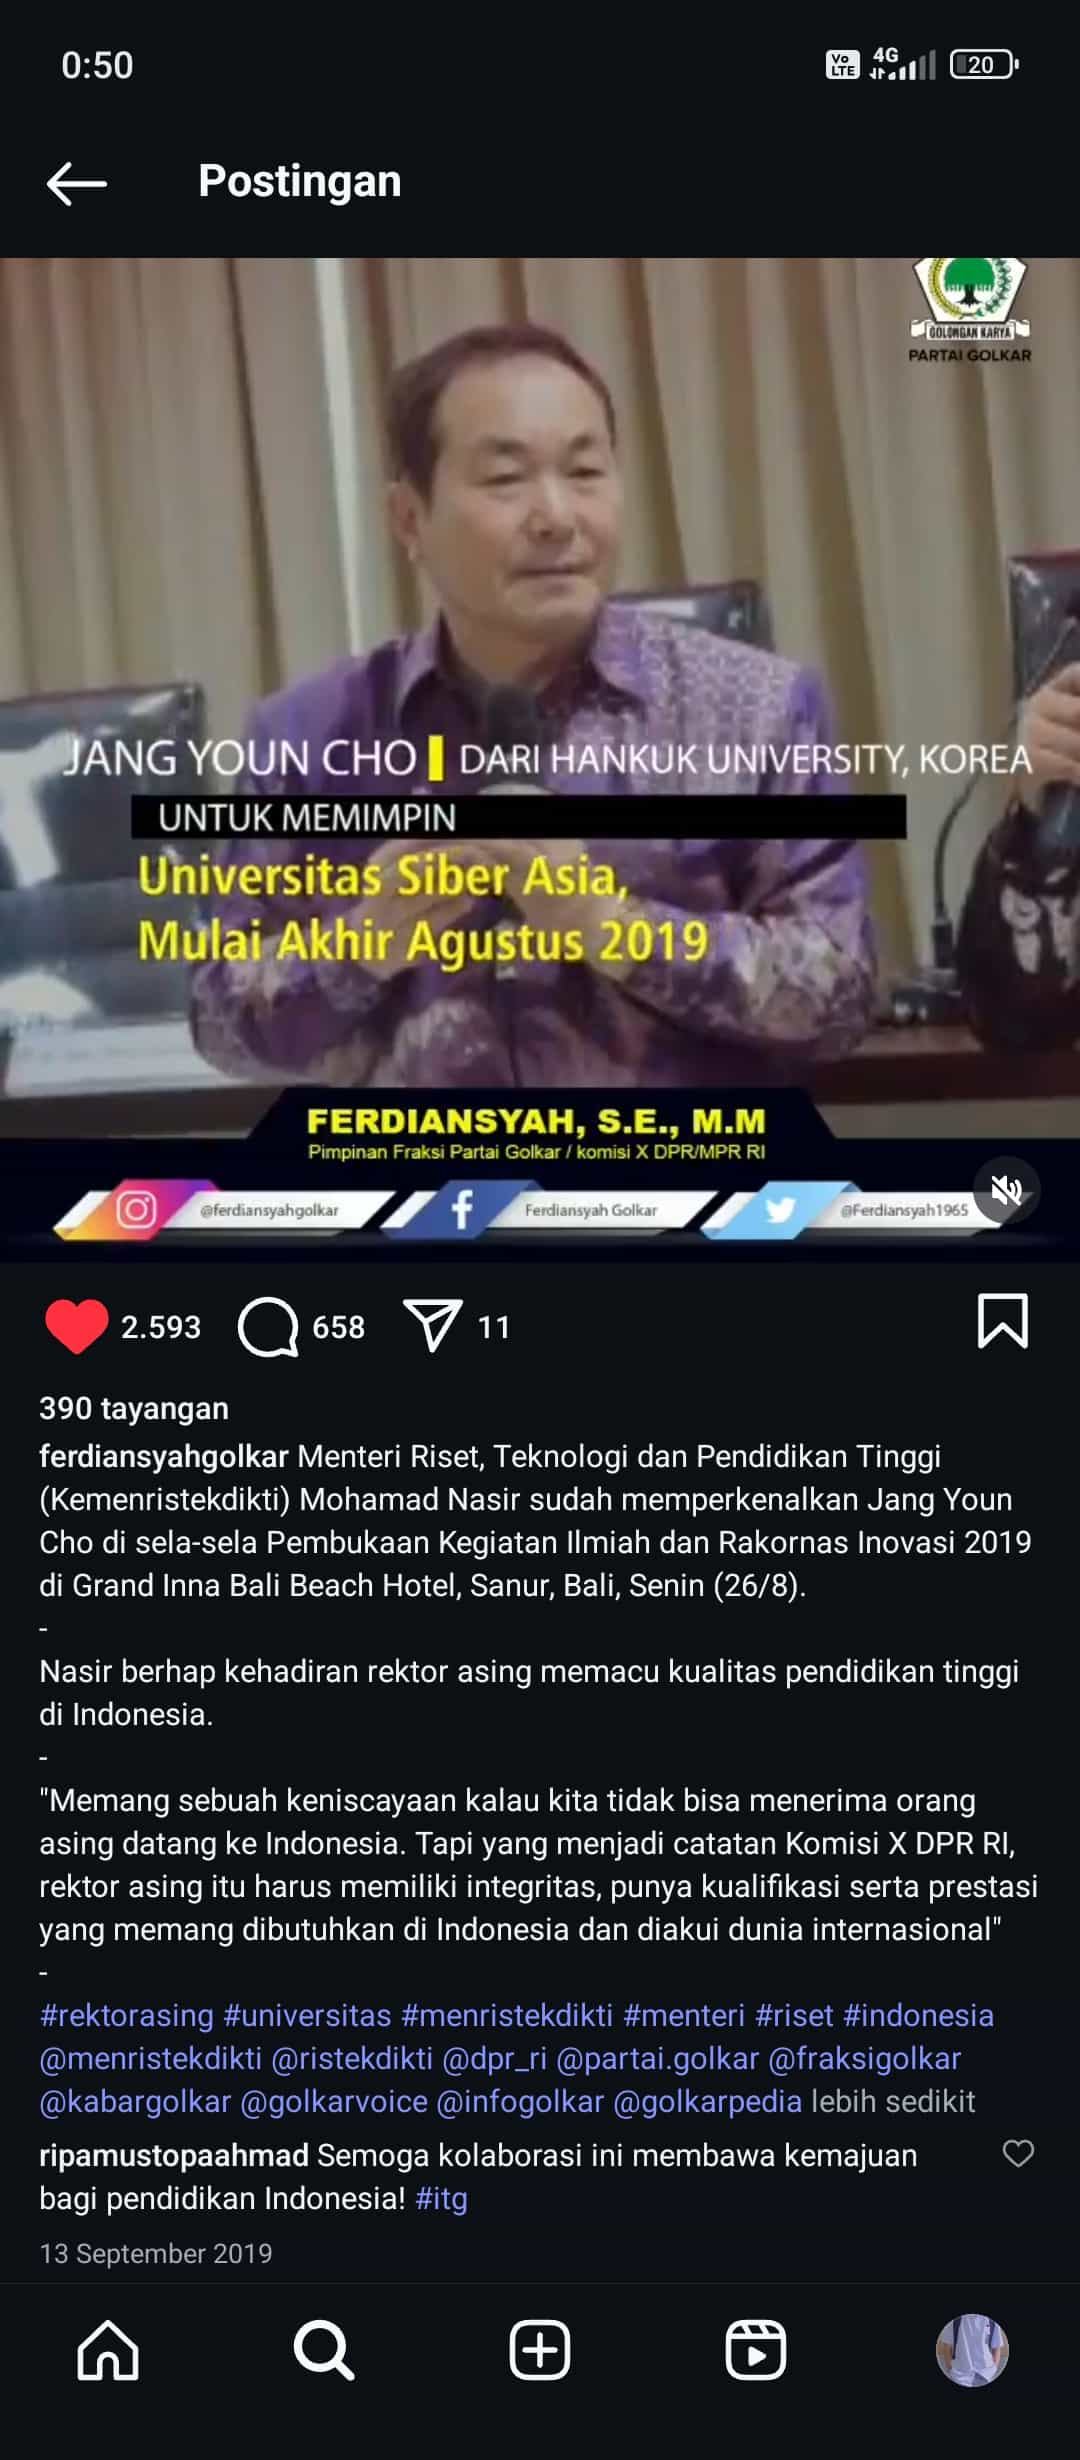 0:50
Vo LTE 4G 20
Postingan
GOLONGAN KARYA
PARTAI GOLKAR
JANG YOUN CHO DARI HANKUK UNIVERSITY, KOREA
UNTUK MEMIMPIN
Universitas Siber Asia,
Mulai Akhir Agustus 2019
FERDIANSYAH, S.E., M.M
Pimpinan Fraksi Partai Golkar / komisi X DPR/MPR RI
@ferdiansyahgolkar Ferdiansyah Golkar @Ferdiansyah1965
2.593 658 11
390 tayangan
ferdiansyahgolkar Menteri Riset, Teknologi dan Pendidikan Tinggi
(Kemenristekdikti) Mohamad Nasir sudah memperkenalkan Jang Youn
Cho di sela-sela Pembukaan Kegiatan Ilmiah dan Rakornas Inovasi 2019
di Grand Inna Bali Beach Hotel, Sanur, Bali, Senin (26/8).
-
Nasir berhap kehadiran rektor asing memacu kualitas pendidikan tinggi
di Indonesia.
-
"Memang sebuah keniscayaan kalau kita tidak bisa menerima orang
asing datang ke Indonesia. Tapi yang menjadi catatan Komisi X DPR RI,
rektor asing itu harus memiliki integritas, punya kualifikasi serta prestasi
yang memang dibutuhkan di Indonesia dan diakui dunia internasional"
-
#rektorasing #universitas #menristekdikti #menteri #riset #indonesia
@menristekdikti @ristekdikti @dpr_ri @partai.golkar @fraksigolkar
@kabargolkar @golkarvoice @infogolkar @golkarpedia lebih sedikit
ripamustopaahmad Semoga kolaborasi ini membawa kemajuan
bagi pendidikan Indonesia! #itg
13 September 2019